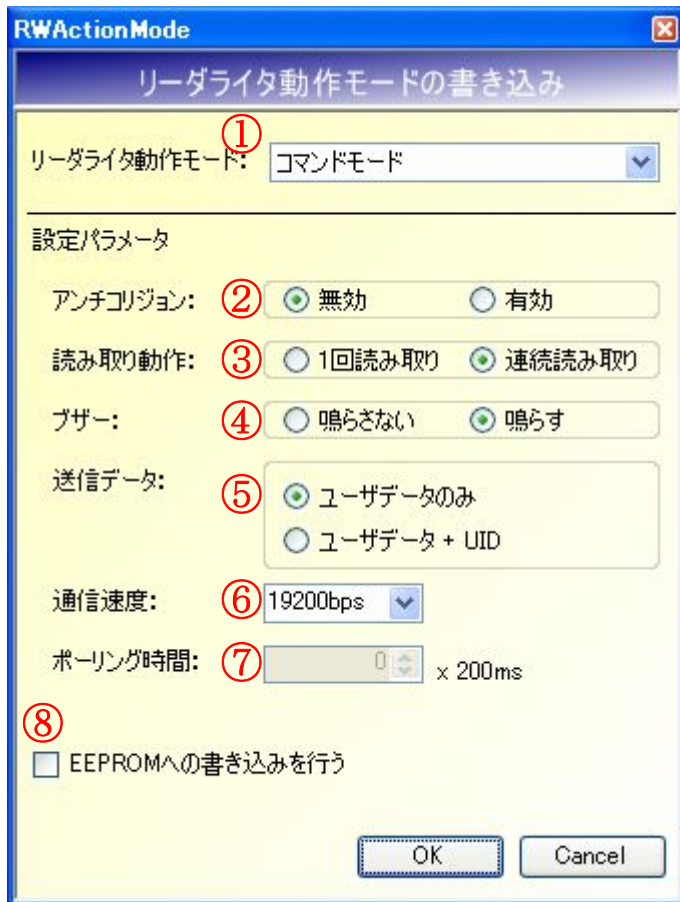 RWActionMode
リーダライタ動作モードの書き込み
①
リーダライタ動作モード: コマンドモード
設定パラメータ
アンチコリジョン: ② 無効 有効
読み取り動作: ③ 1回読み取り 連続読み取り
ブザー: ④ 鳴らさない 鳴らす
送信データ: ⑤ ユーザデータのみ
ユーザデータ + UID
通信速度: ⑥ 19200bps
ポーリング時間: ⑦ 0 x 200ms
⑧
EEPROMへの書き込みを行う
OK Cancel